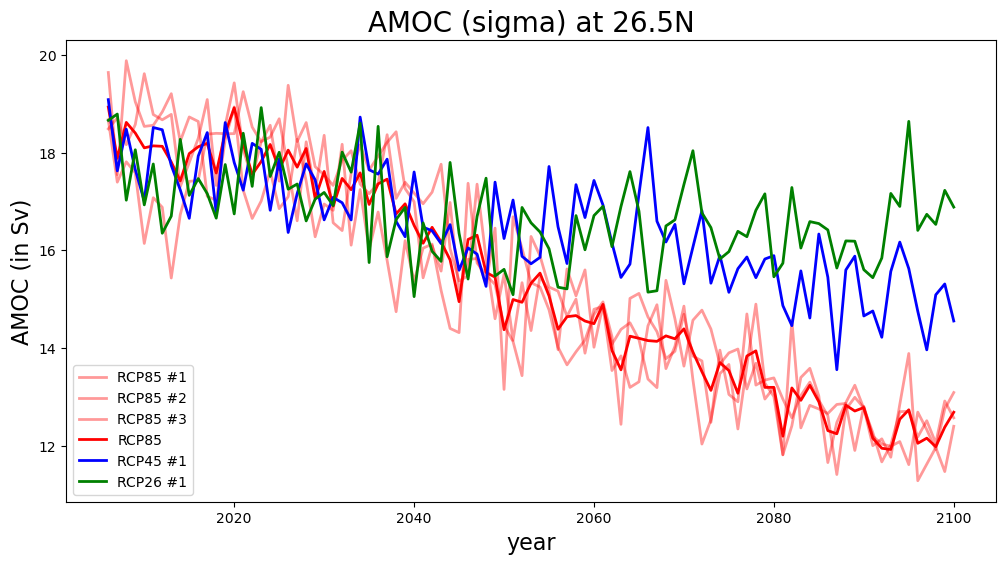 AMOC (sigma) at 26.5N
AMOC (in Sv)
20
18
16
14
12
RCP85 #1
RCP85 #2
RCP85 #3
RCP85
RCP45 #1
RCP26 #1
2020
2040
2060
2080
2100
year